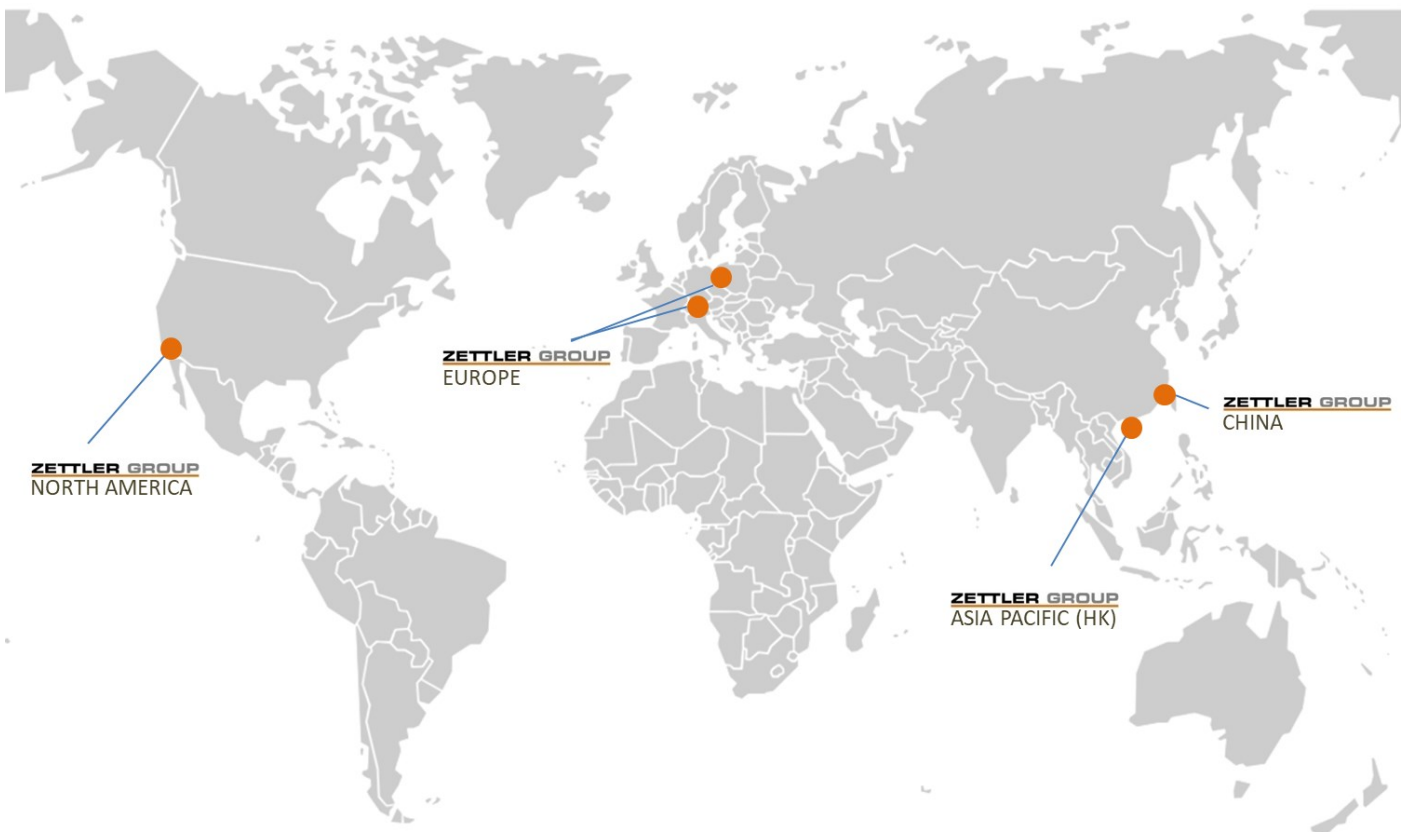 ZETTLER GROUP
EUROPE
ZETTLER GROUP
CHINA
ZETTLER GROUP
NORTH AMERICA
ZETTLER GROUP
ASIA PACIFIC (HK)